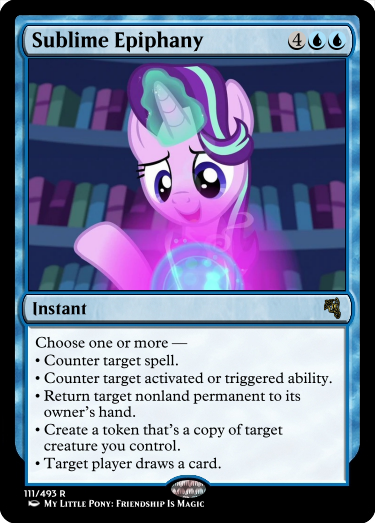 Sublime Epiphany 4
Instant
Choose one or more —
• Counter target spell.
• Counter target activated or triggered ability.
• Return target nonland permanent to its
owner's hand.
• Create a token that's a copy of target
creature you control.
• Target player draws a card.
111/493 R
My Little Pony: Friendship Is Magic